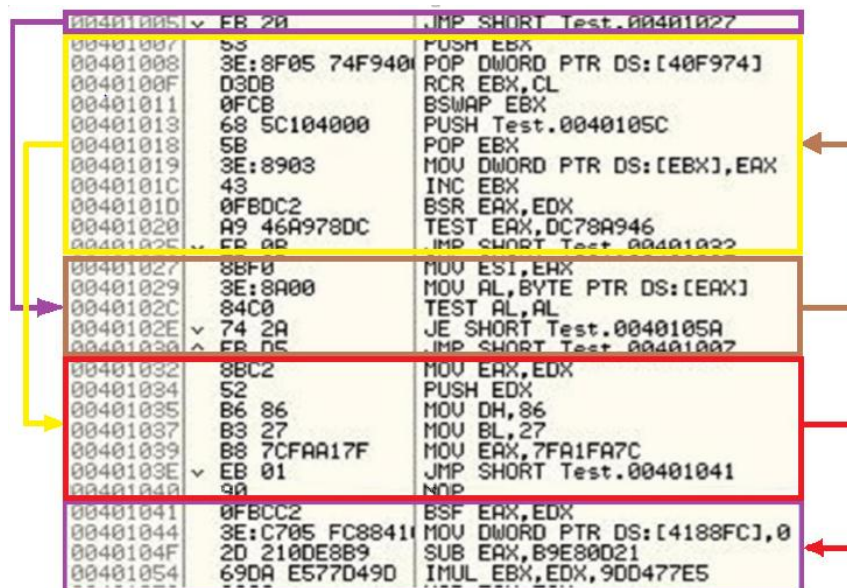 00401005 EB 20 JMP SHORT Test.00401027
00401007 53 PUSH EBX
00401008 3E:8F05 74F940 POP DWORD PTR DS:[40F974]
0040100F D3DB RCR EBX,CL
00401011 0FCB BSWAP EBX
00401013 68 5C104000 PUSH Test.0040105C
00401018 5B POP EBX
00401019 3E:8903 MOV DWORD PTR DS:[EBX],EAX
0040101C 43 INC EBX
0040101D 0FBDC2 BSR EAX,EDX
00401020 A9 46A978DC TEST EAX,DC78A946
00401025 EB 0B JMP SHORT Test.00401032
00401027 8BF0 MOV ESI,EAX
00401029 3E:8A00 MOV AL,BYTE PTR DS:[EAX]
0040102C 84C0 TEST AL,AL
0040102E 74 2A JE SHORT Test.0040105A
00401030 EB D5 JMP SHORT Test.00401007
00401032 8BC2 MOV EAX,EDX
00401034 52 PUSH EDX
00401035 B6 86 MOV DH,86
00401037 B3 27 MOV BL,27
00401039 B8 7CFAA17F MOV EAX,7FA1FA7C
0040103E EB 01 JMP SHORT Test.00401041
00401040 90 NOP
00401041 0FBCC2 BSF EAX,EDX
00401044 3E:C705 FC8841 MOV DWORD PTR DS:[4188FC],0
0040104F 2D 210DE8B9 SUB EAX,B9E80D21
00401054 69DA E577D49D IMUL EBX,EDX,9DD477E5